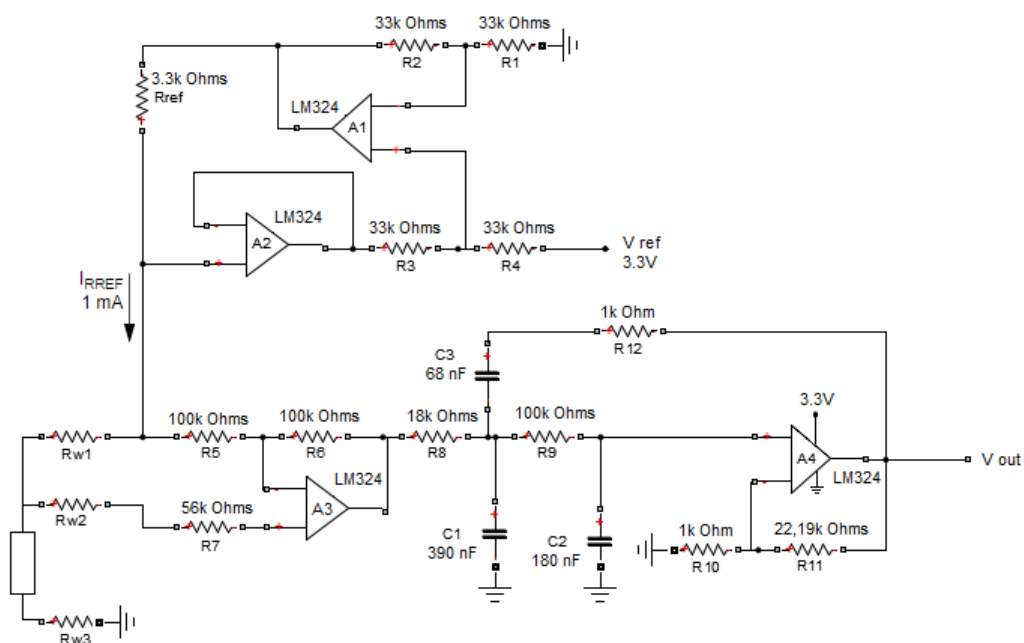 33k Ohms
33k Ohms
R2
R1
3.3k Ohms
Rref
LM324
A1
LM324
A2
33k Ohms
33k Ohms
R3
R4
V ref
3.3V
IRREF
1 mA
1k Ohm
R12
C3
68 nF
3.3V
100k Ohms
100k Ohms
18k Ohms
100k Ohms
Rw1
R5
R6
R8
R9
LM324
A3
A4
LM324
V out
Rw2
56k Ohms
R7
C1
390 nF
C2
180 nF
1k Ohm
22,19k Ohms
R10
R11
Rw3